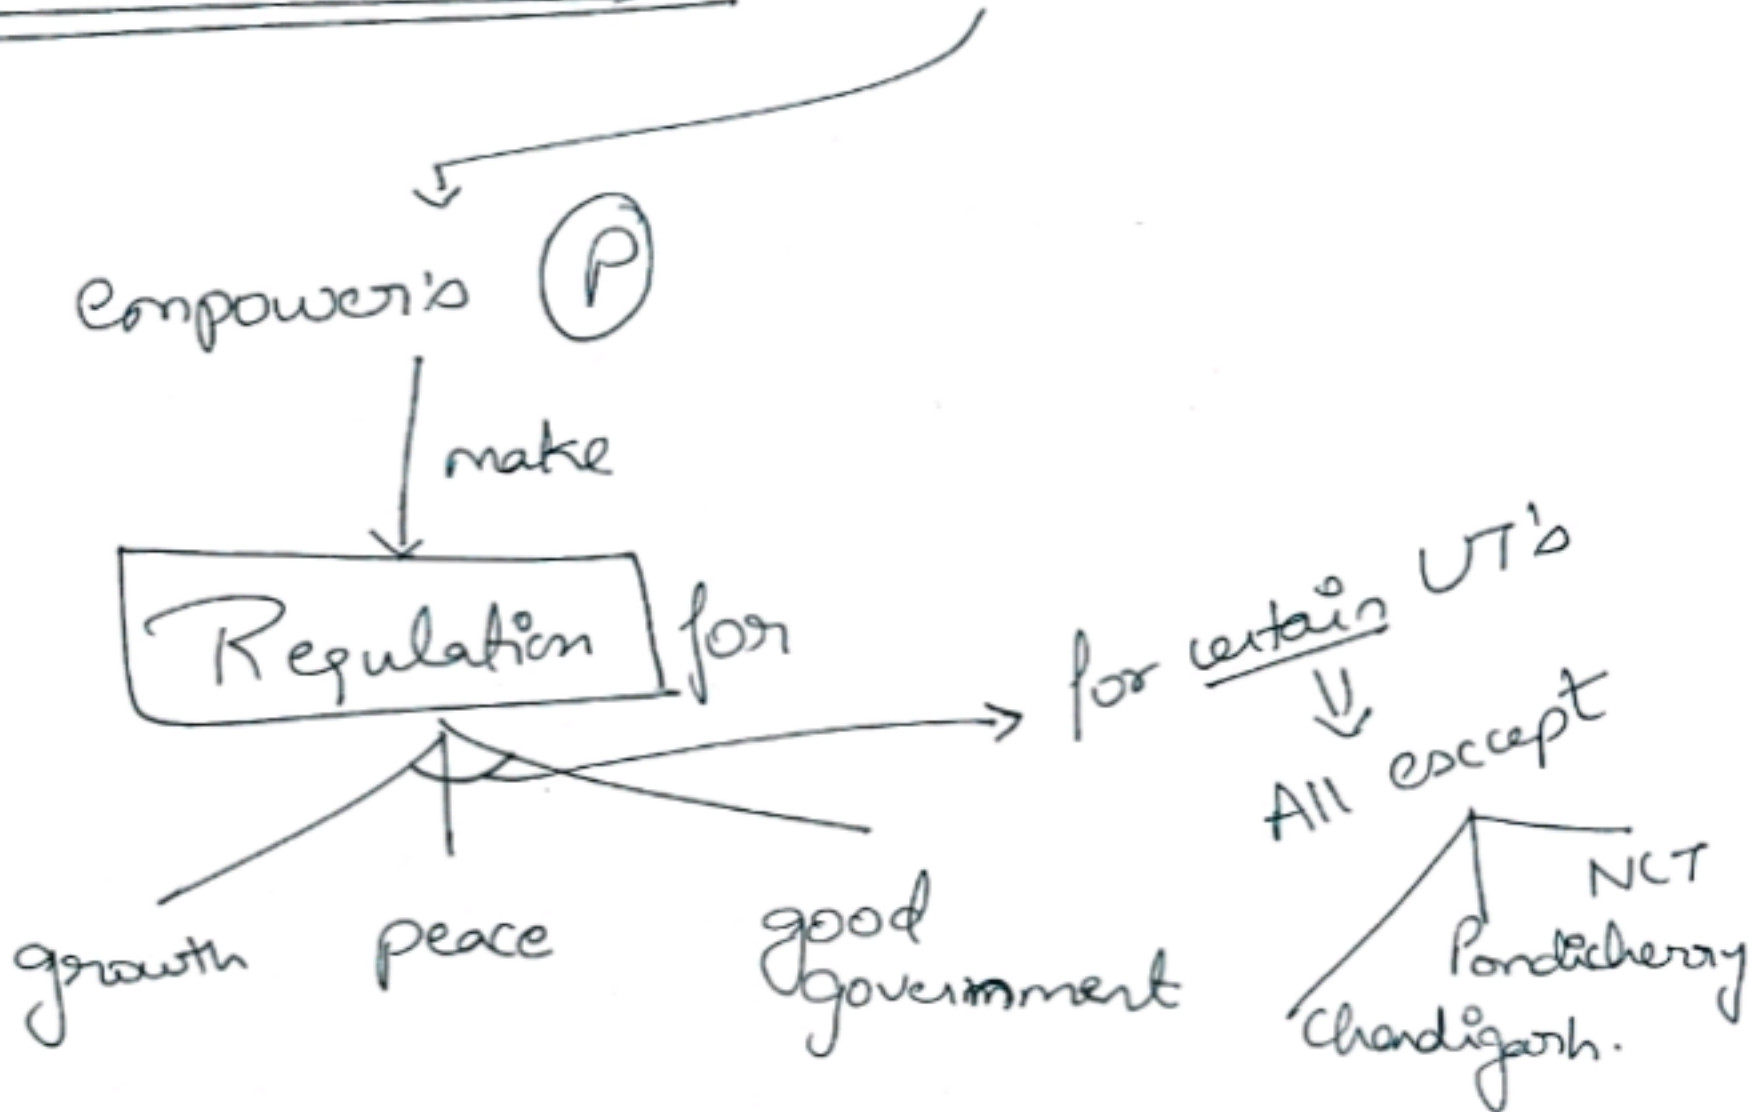 empower's P
make
Regulation for
for certain UT's
All except
growth
peace
good
government
NCT
Pondicherry
Chandigarh.